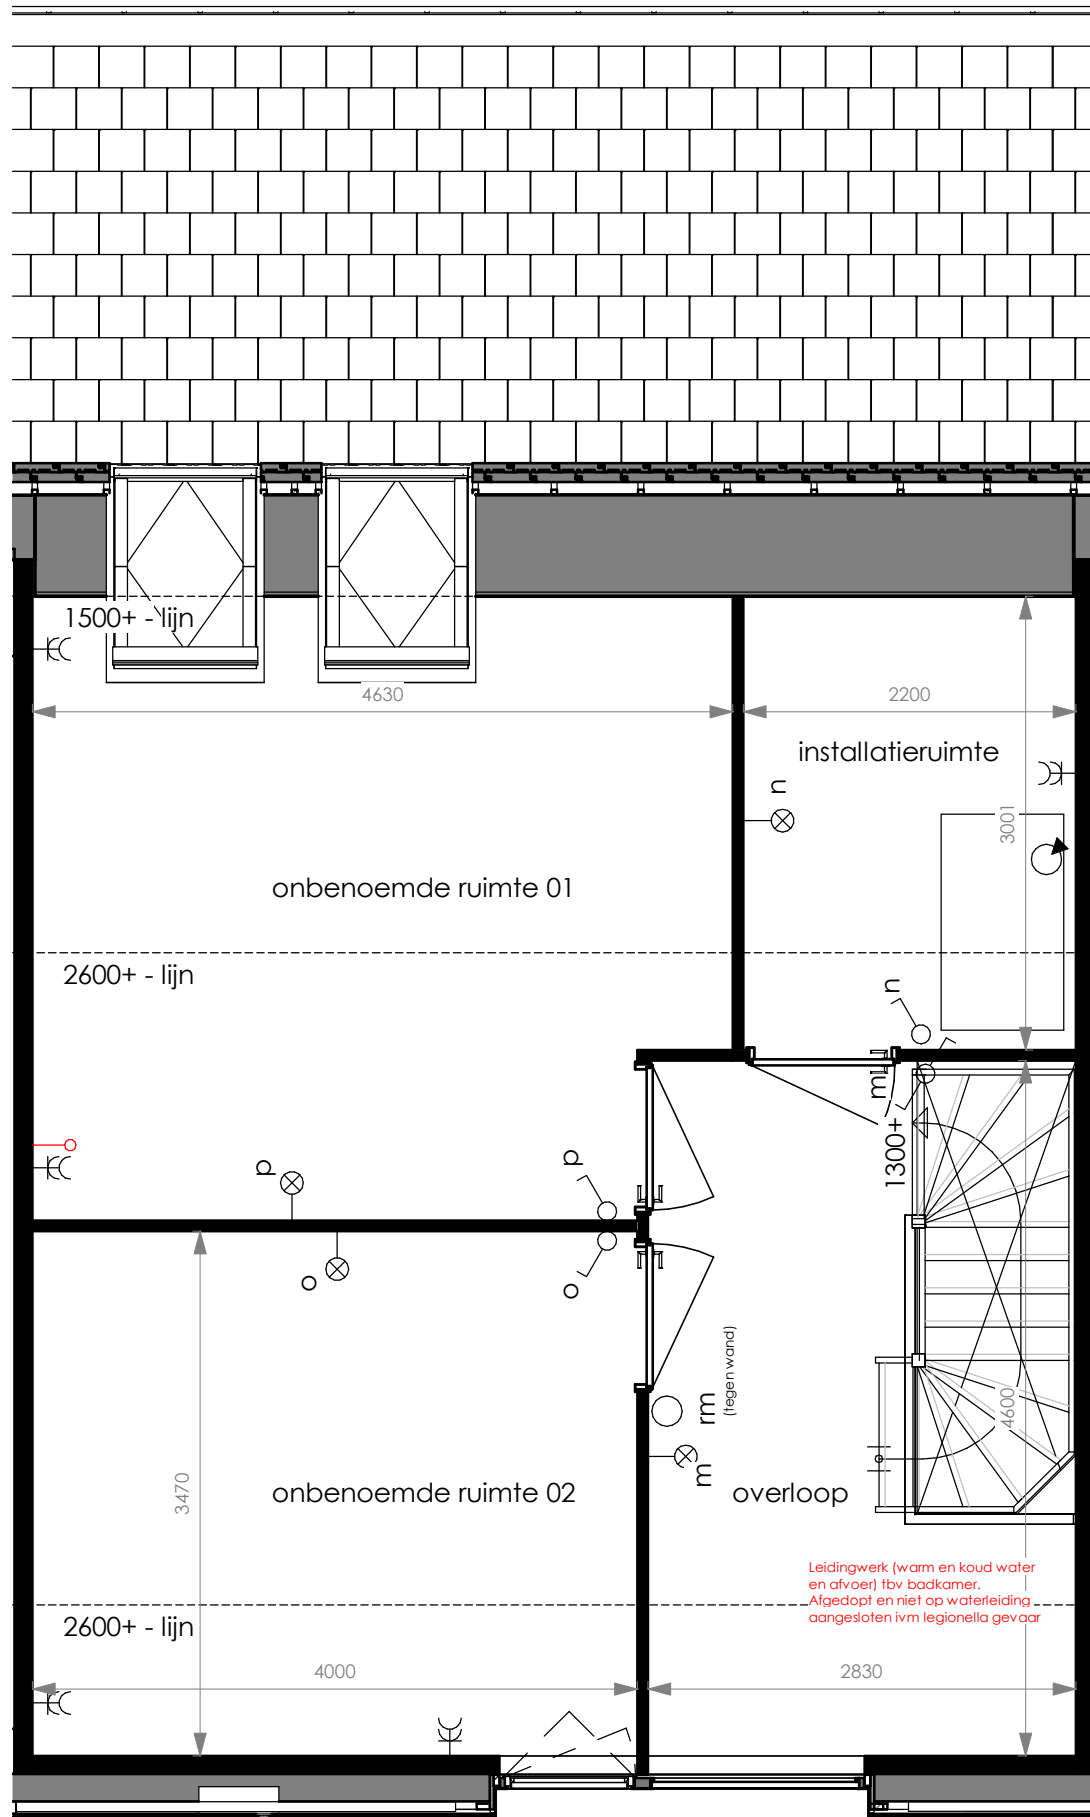 1500+ - lijn
4630
2200
installatieruimte
n
3001
onbenoemde ruimte 01
2600+ - lijn
n
m
1300+
p
p
o
o
rm
(tegen wand)
m
4600
3470
onbenoemde ruimte 02
overloop
Leidingwerk (warm en koud water
en afvoer) tbv badkamer.
Afgedopt en niet op waterleiding
aangesloten ivm legionella gevaar
2600+ - lijn
4000
2830